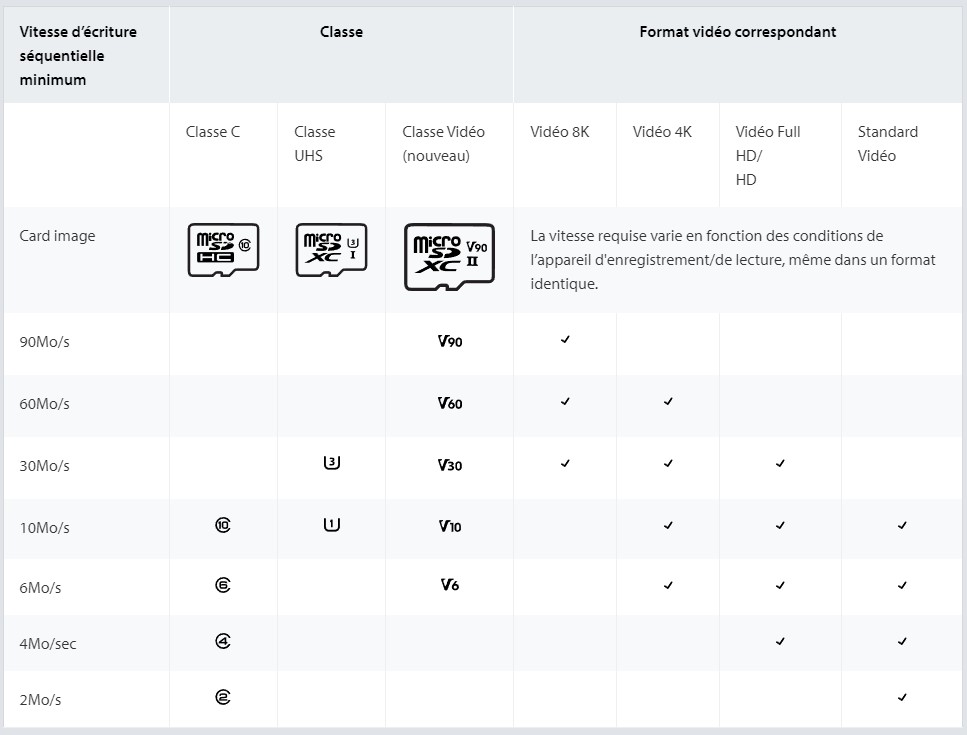 Vitesse d’écriture
séquentielle
minimum
Classe
Format vidéo correspondant
Classe C
Classe
UHS
Classe Vidéo
(nouveau)
Vidéo 8K
Vidéo 4K
Vidéo Full
HD/
HD
Standard
Vidéo
Card image
micro
SD
HC
10
micro
SD
XC
3
I
micro
SD
XC
V90
II
La vitesse requise varie en fonction des conditions de
l’appareil d'enregistrement/de lecture, même dans un format
identique.
90Mo/s
V90
60Mo/s
V60
30Mo/s
3
V30
10Mo/s
10
1
V10
6Mo/s
6
V6
4Mo/sec
4
2Mo/s
2